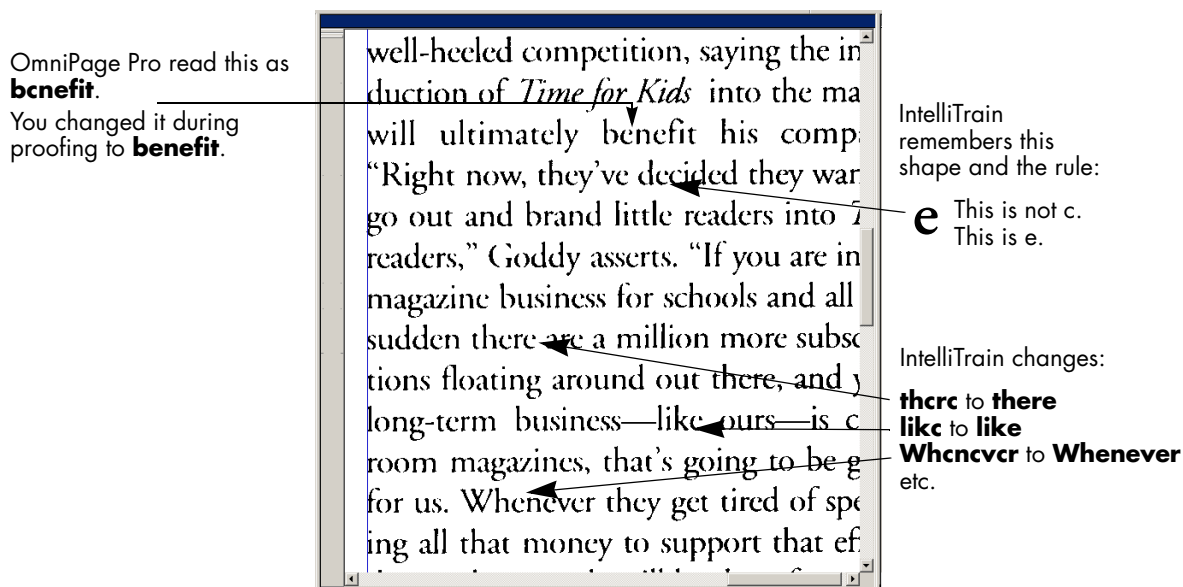 OmniPage Pro read this as
bcnefit.
You changed it during
proofing to benefit.
well-heeled competition, saying the in
duction of Time for Kids into the ma
will ultimately benefit his comp
“Right now, they’ve decided they wan
go out and brand little readers into T
readers,” Goddy asserts. “If you are in
magazine business for schools and all
sudden there are a million more subsc
tions floating around out there, and y
long-term business—like ours—is c
room magazines, that’s going to be g
for us. Whenever they get tired of spe
ing all that money to support that ef
IntelliTrain
remembers this
shape and the rule:
e This is not c.
This is e.
IntelliTrain changes:
thcrc to there
likc to like
Whcncvcr to Whenever
etc.